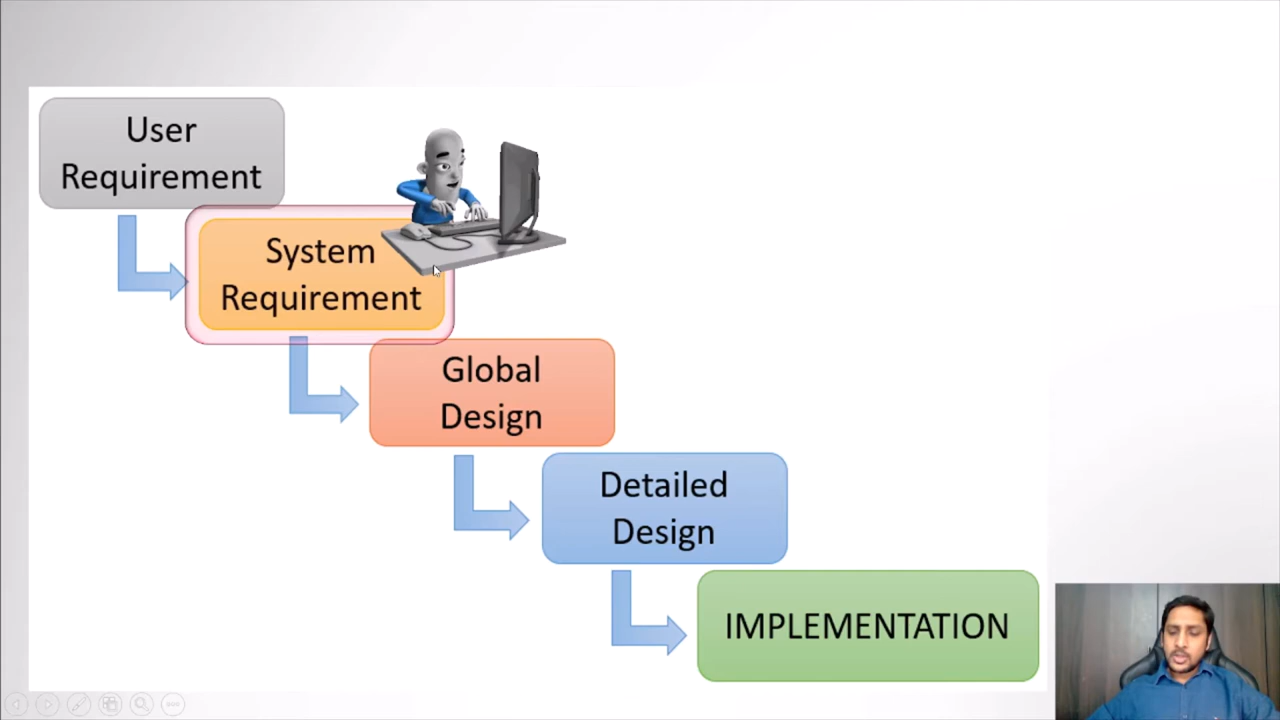 User
Requirement
System
Requirement
Global
Design
Detailed
Design
IMPLEMENTATION